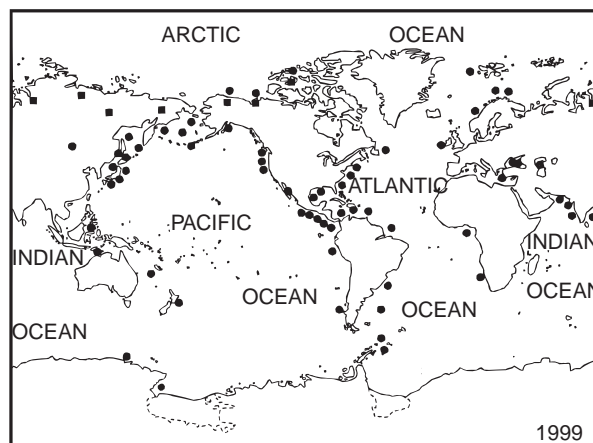 ARCTIC OCEAN
ATLANTIC
PACIFIC
INDIAN INDIAN
OCEAN OCEAN OCEAN
OCEAN
1999